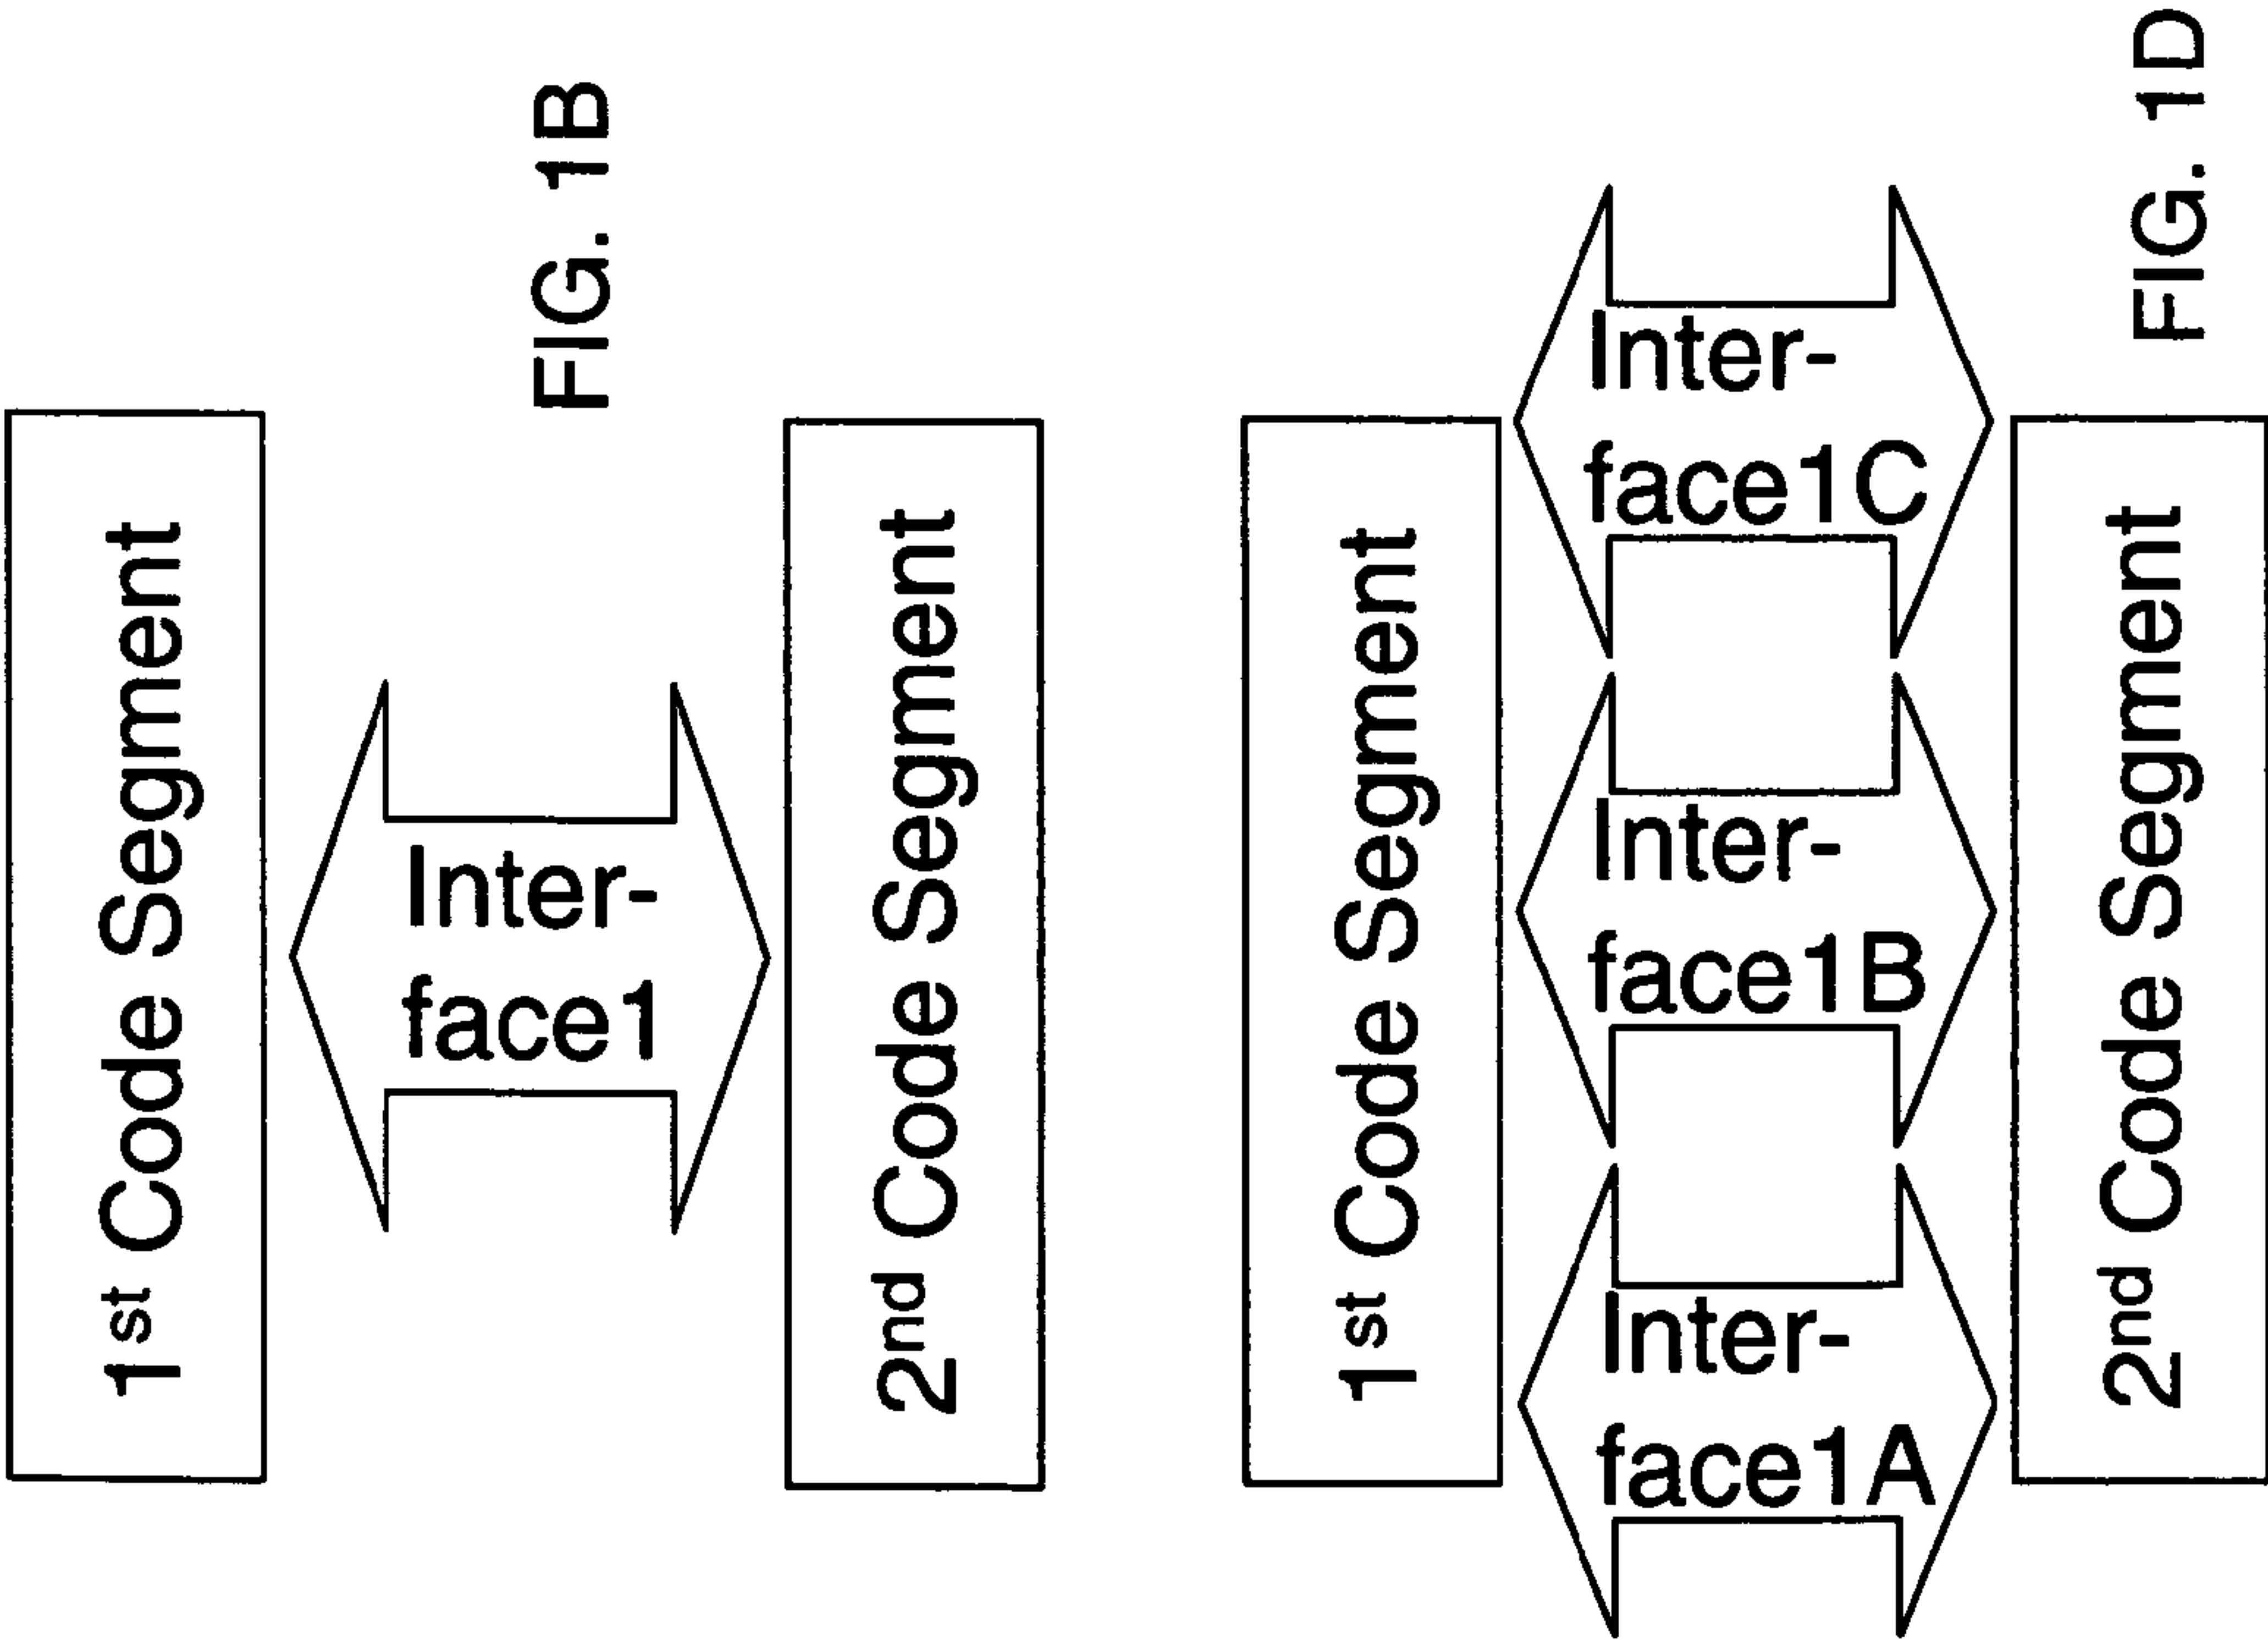 1st Code Segment
Inter-
face1
FIG. 1B
2nd Code Segment
1st Code Segment
Inter-
face1A
Inter-
face1B
Inter-
face1C
2nd Code Segment
FIG. 1D